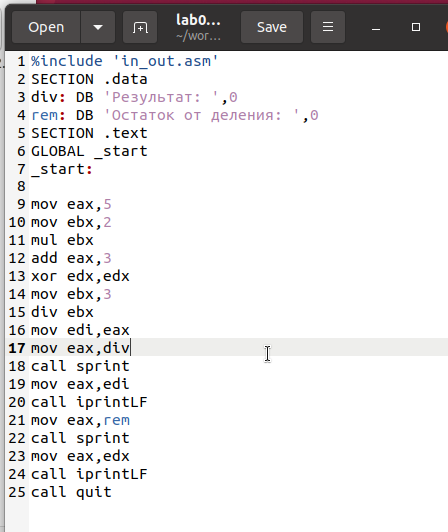 Open
lab0...
~/wor...
Save
1 %include 'in_out.asm'
2 SECTION .data
3 div: DB 'Результат: ',0
4 rem: DB 'Остаток от деления: ',0
5 SECTION .text
6 GLOBAL _start
7 _start:
8
9 mov eax,5
10 mov ebx,2
11 mul ebx
12 add eax,3
13 xor edx,edx
14 mov ebx,3
15 div ebx
16 mov edi,eax
17 mov eax,div
18 call sprint
19 mov eax,edi
20 call iprintLF
21 mov eax,rem
22 call sprint
23 mov eax,edx
24 call iprintLF
25 call quit